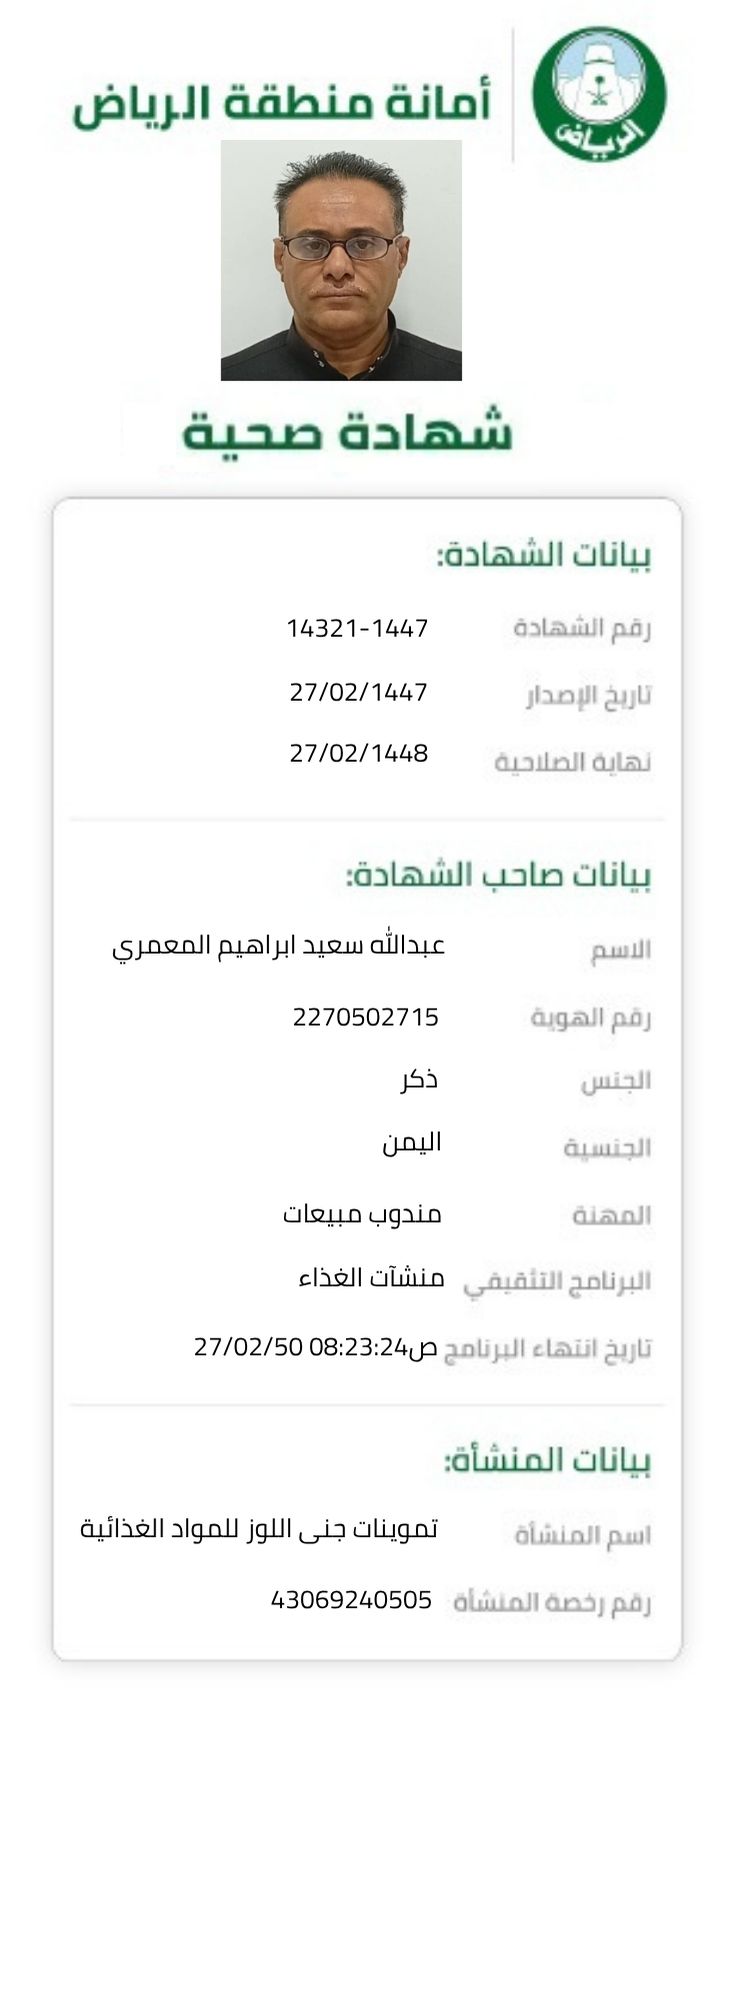 أمانة منطقة الرياض
الرياض
شهادة صحية
بيانات الشهادة:
رقم الشهادة 14321-1447
تاريخ الإصدار 27/02/1447
نهاية الصلاحية 27/02/1448
بيانات صاحب الشهادة:
الاسم عبدالله سعيد ابراهيم المعمري
رقم الهوية 2270502715
الجنس ذكر
الجنسية اليمن
المهنة مندوب مبيعات
البرنامج التثقيفي منشآت الغذاء
تاريخ انتهاء البرنامج ص08:23:24 27/02/50
بيانات المنشأة:
اسم المنشأة تموينات جنى اللوز للمواد الغذائية
رقم رخصة المنشأة 43069240505